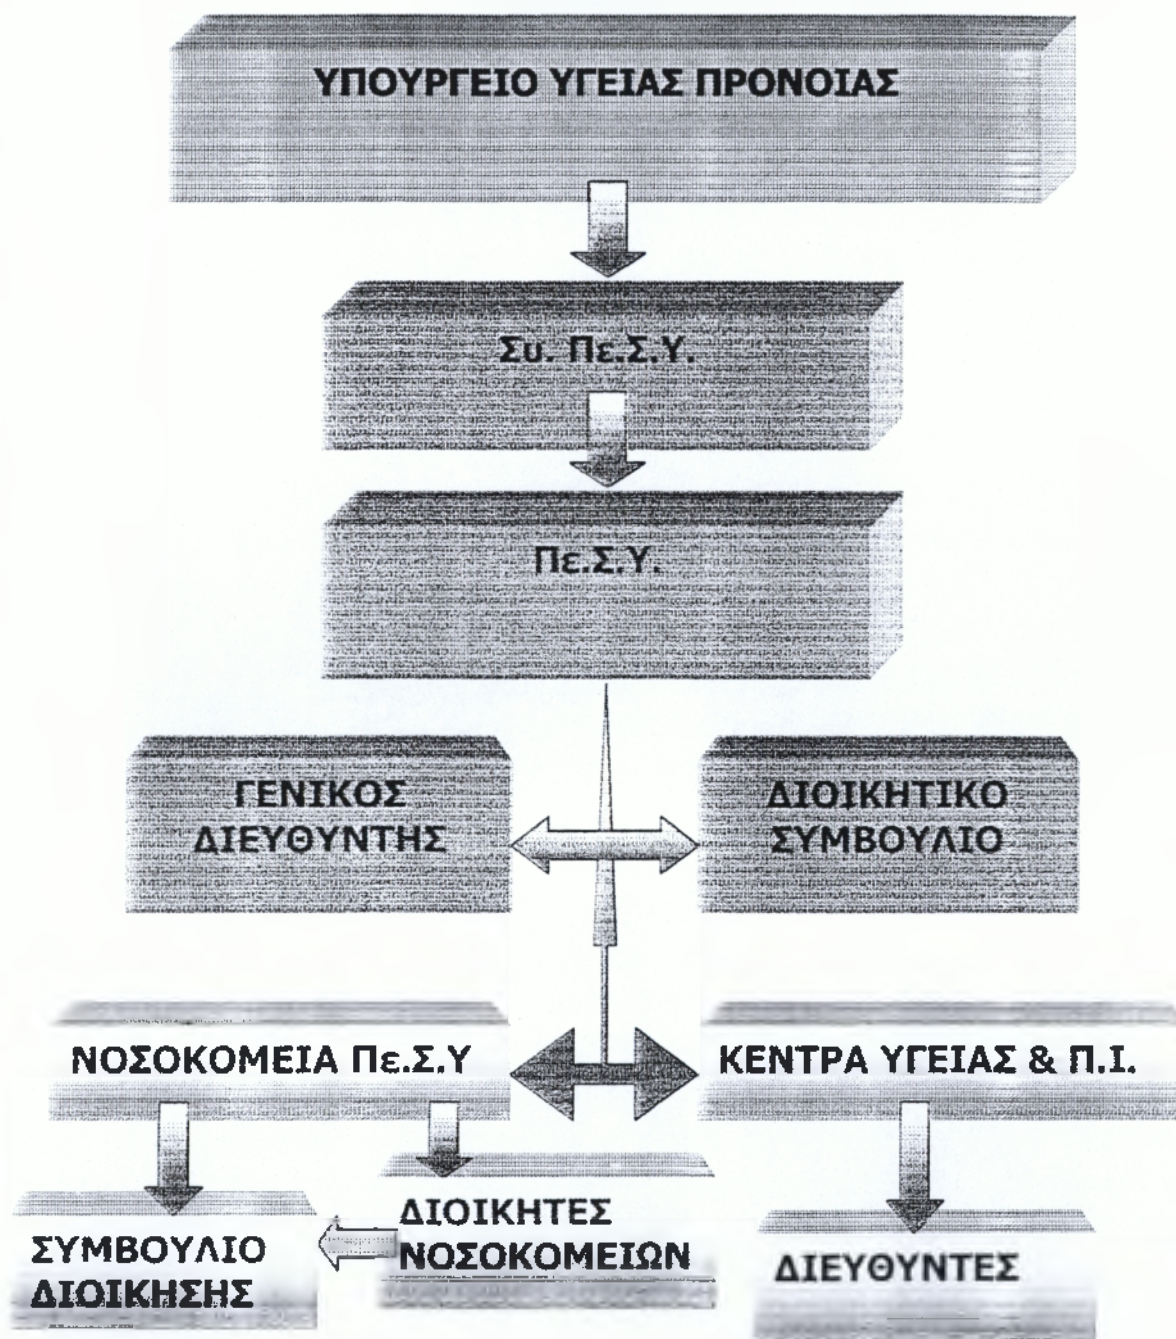 ΥΠΟΥΡΓΕΙΟ ΥΓΕΙΑΣ ΠΡΟΝΟΙΑΣ
Συ. Πε.Σ.Υ.
Πε.Σ.Υ.
ΓΕΝΙΚΟΣ
ΔΙΕΥΘΥΝΤΗΣ
ΔΙΟΙΚΗΤΙΚΟ
ΣΥΜΒΟΥΛΙΟ
ΝΟΣΟΚΟΜΕΙΑ Πε.Σ.Υ
ΚΕΝΤΡΑ ΥΓΕΙΑΣ & Π.Ι.
ΣΥΜΒΟΥΛΙΟ
ΔΙΟΙΚΗΣΗΣ
ΔΙΟΙΚΗΤΕΣ
ΝΟΣΟΚΟΜΕΙΩΝ
ΔΙΕΥΘΥΝΤΕΣ